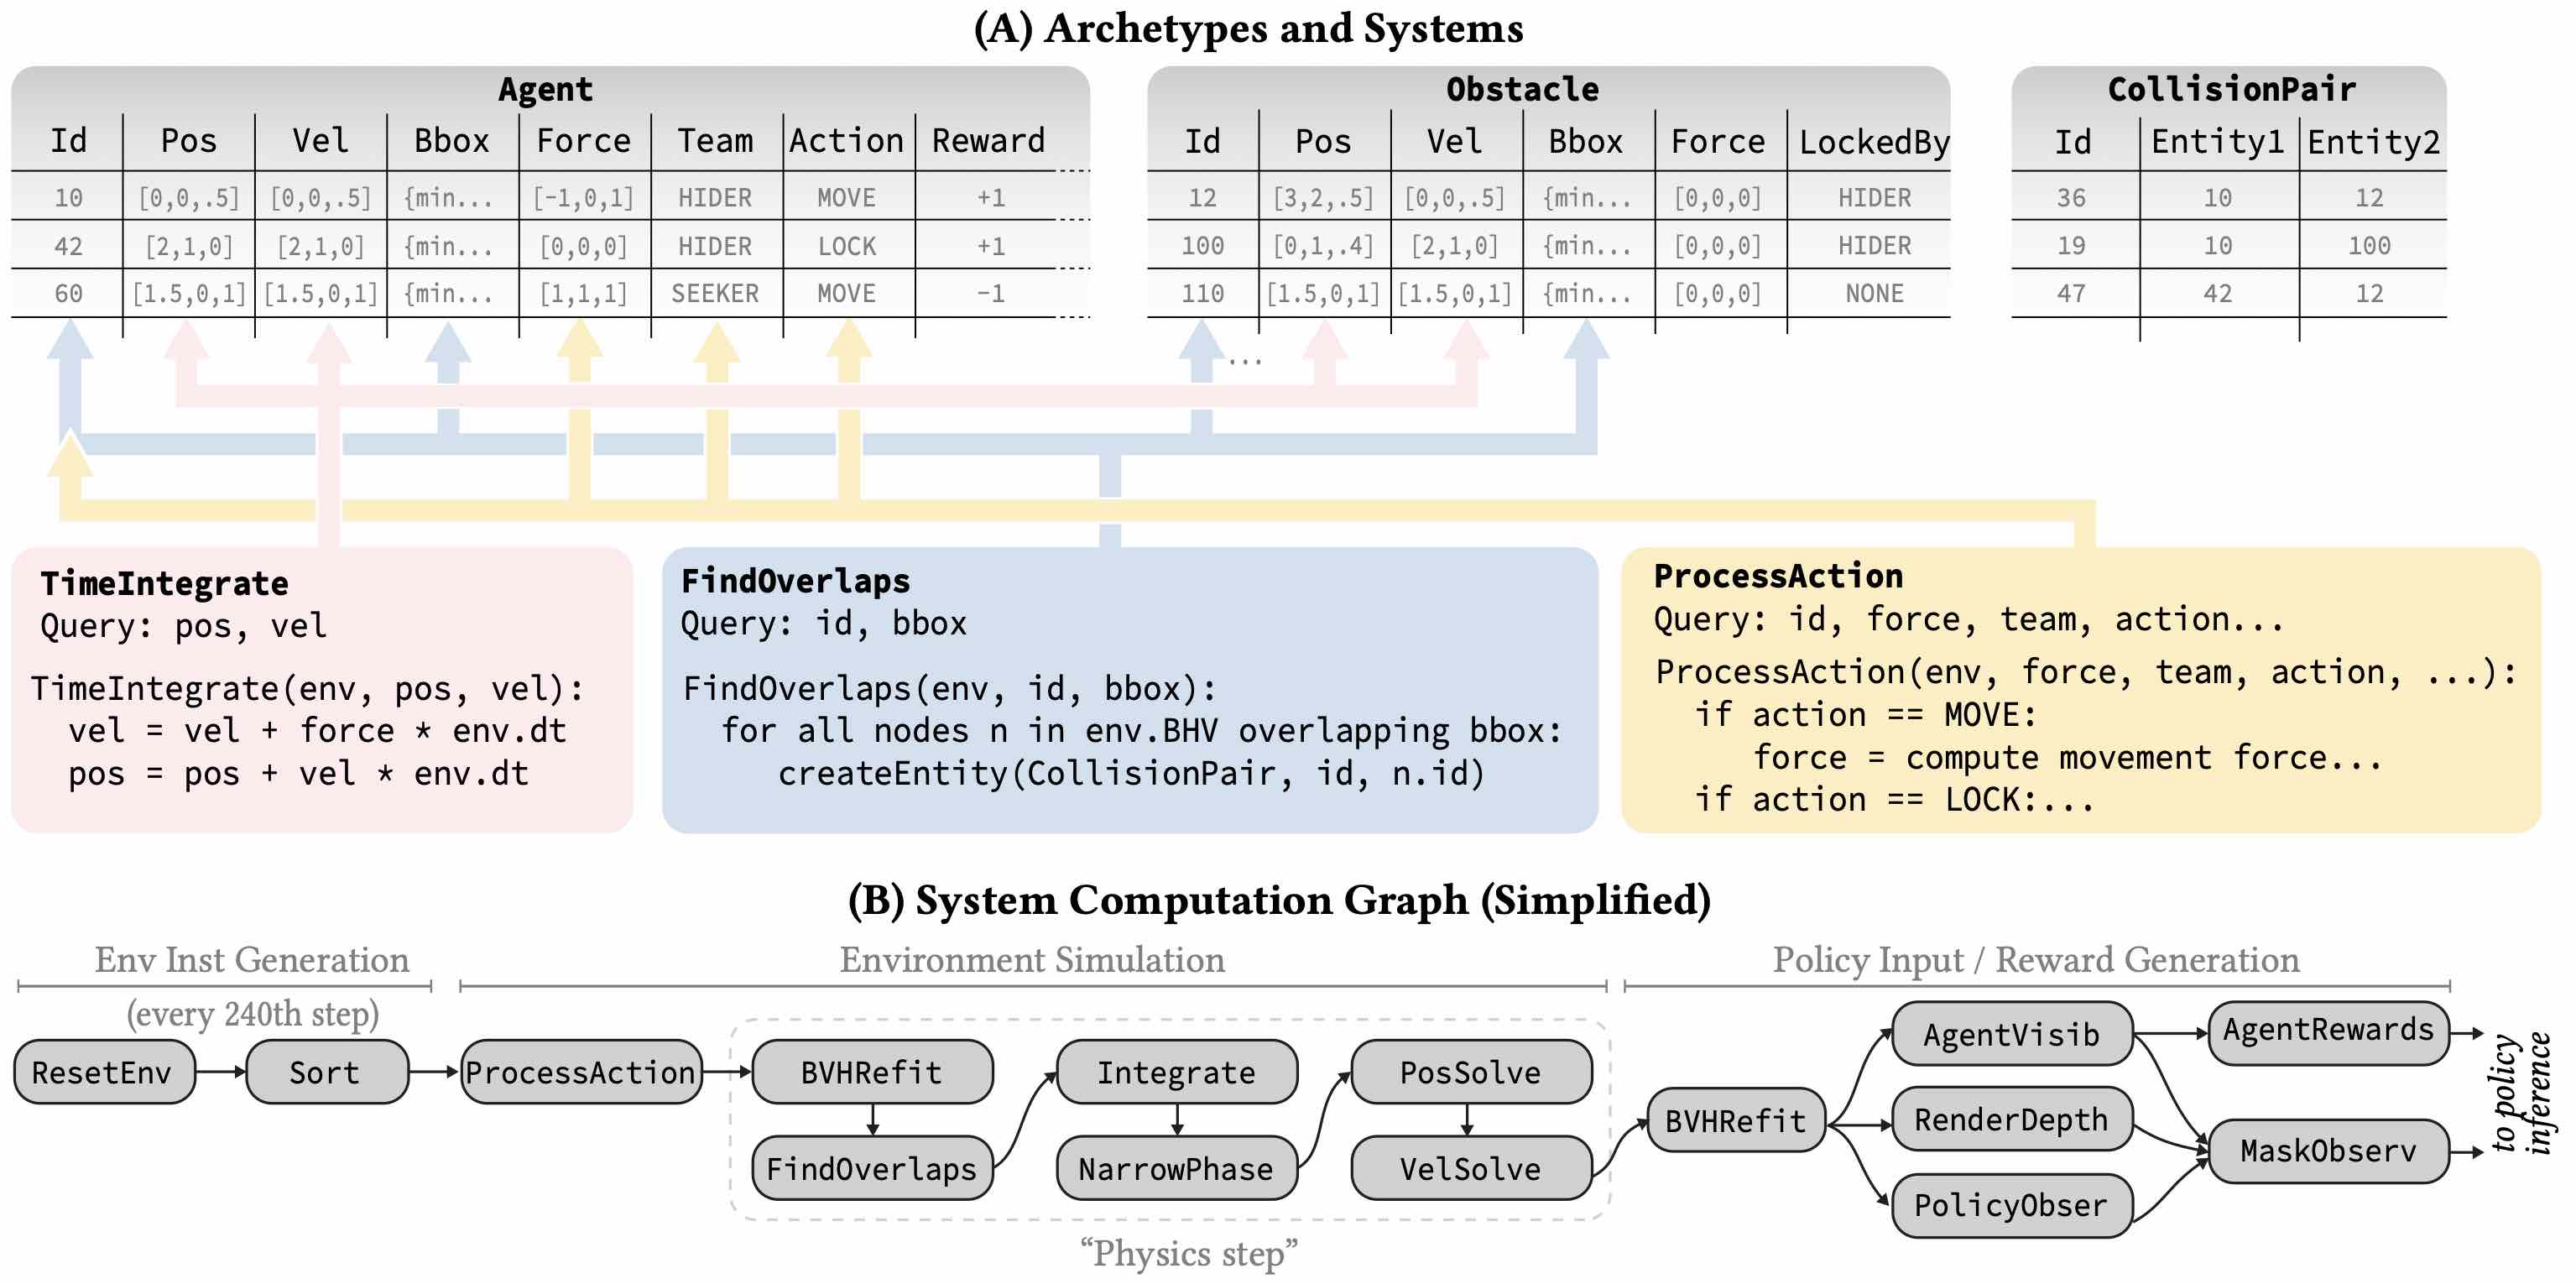 (A) Archetypes and Systems
Agent
Id Pos Vel Bbox Force Team Action Reward
10 [0,0,.5] [0,0,.5] {min... [-1,0,1] HIDER MOVE +1
42 [2,1,0] [2,1,0] {min... [0,0,0] HIDER LOCK +1
60 [1.5,0,1] [1.5,0,1] {min... [1,1,1] SEEKER MOVE -1
Obstacle
Id Pos Vel Bbox Force LockedBy
12 [3,2,.5] [0,0,.5] {min... [0,0,0] HIDER
100 [0,1,.4] [2,1,0] {min... [0,0,0] HIDER
110 [1.5,0,1] [1.5,0,1] {min... [0,0,0] NONE
...
CollisionPair
Id Entity1 Entity2
36 10 12
19 10 100
47 42 12
TimeIntegrate
Query: pos, vel
TimeIntegrate(env, pos, vel):
vel = vel + force * env.dt
pos = pos + vel * env.dt
FindOverlaps
Query: id, bbox
FindOverlaps(env, id, bbox):
for all nodes n in env.BHV overlapping bbox:
createEntity(CollisionPair, id, n.id)
ProcessAction
Query: id, force, team, action...
ProcessAction(env, force, team, action, ...):
if action == MOVE:
force = compute movement force...
if action == LOCK:...
(B) System Computation Graph (Simplified)
Env Inst Generation
(every 240th step)
Environment Simulation
Policy Input / Reward Generation
ResetEnv
Sort
ProcessAction
BVHRefit
FindOverlaps
Integrate
NarrowPhase
PosSolve
VelSolve
"Physics step"
BVHRefit
AgentVisib
RenderDepth
PolicyObser
AgentRewards
MaskObserv
to policy
inference